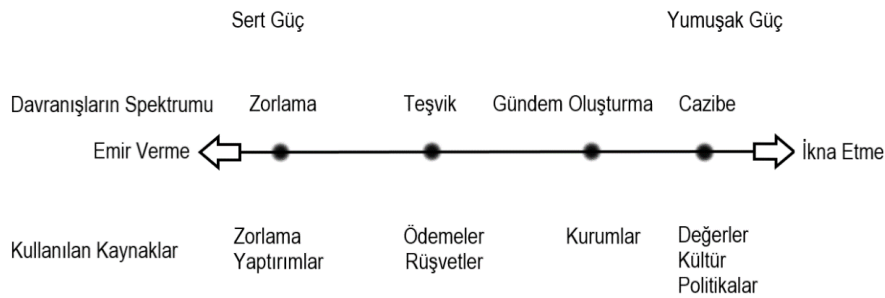 Sert Güç Yumuşak Güç
Davranışların Spektrumu Zorlama Teşvik Gündem Oluşturma Cazibe
Emir Verme İkna Etme
Kullanılan Kaynaklar Zorlama Ödemeler Kurumlar Değerler
Yaptırımlar Rüşvetler Kültür
Politikalar